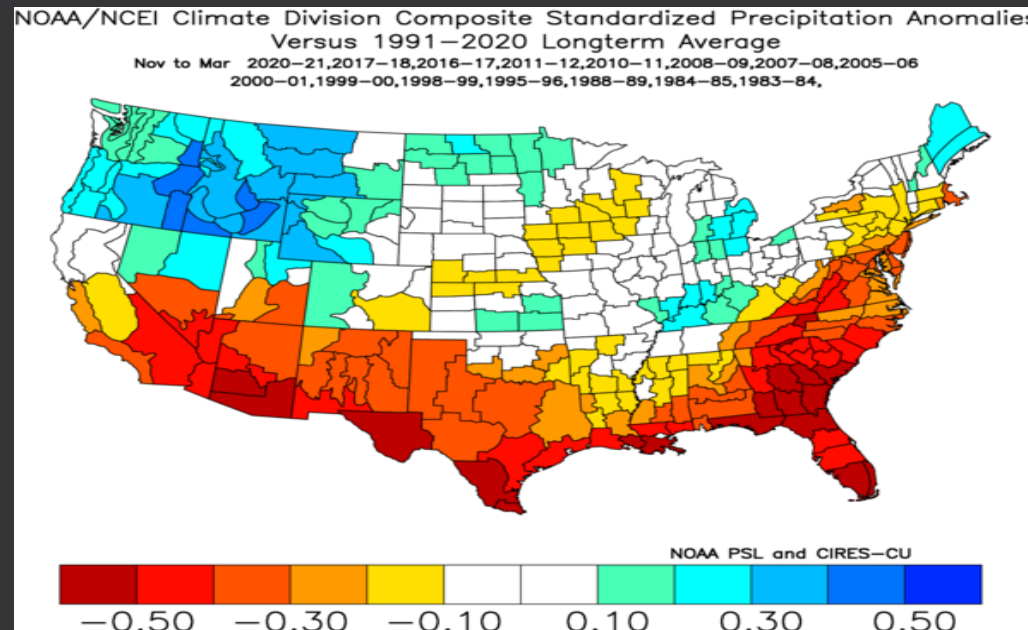 NOAA/NCEI Climate Division Composite Standardized Precipitation Anomalies
Versus 1991-2020 Longterm Average
Nov to Mar 2020-21,2017-18,2016-17,2011-12,2010-11,2008-09,2007-08,2005-06
2000-01,1999-00,1998-99,1995-96,1988-89,1984-85,1983-84,
NOAA PSL and CIRES-CU
-0.50 -0.30 -0.10 0.10 0.30 0.50